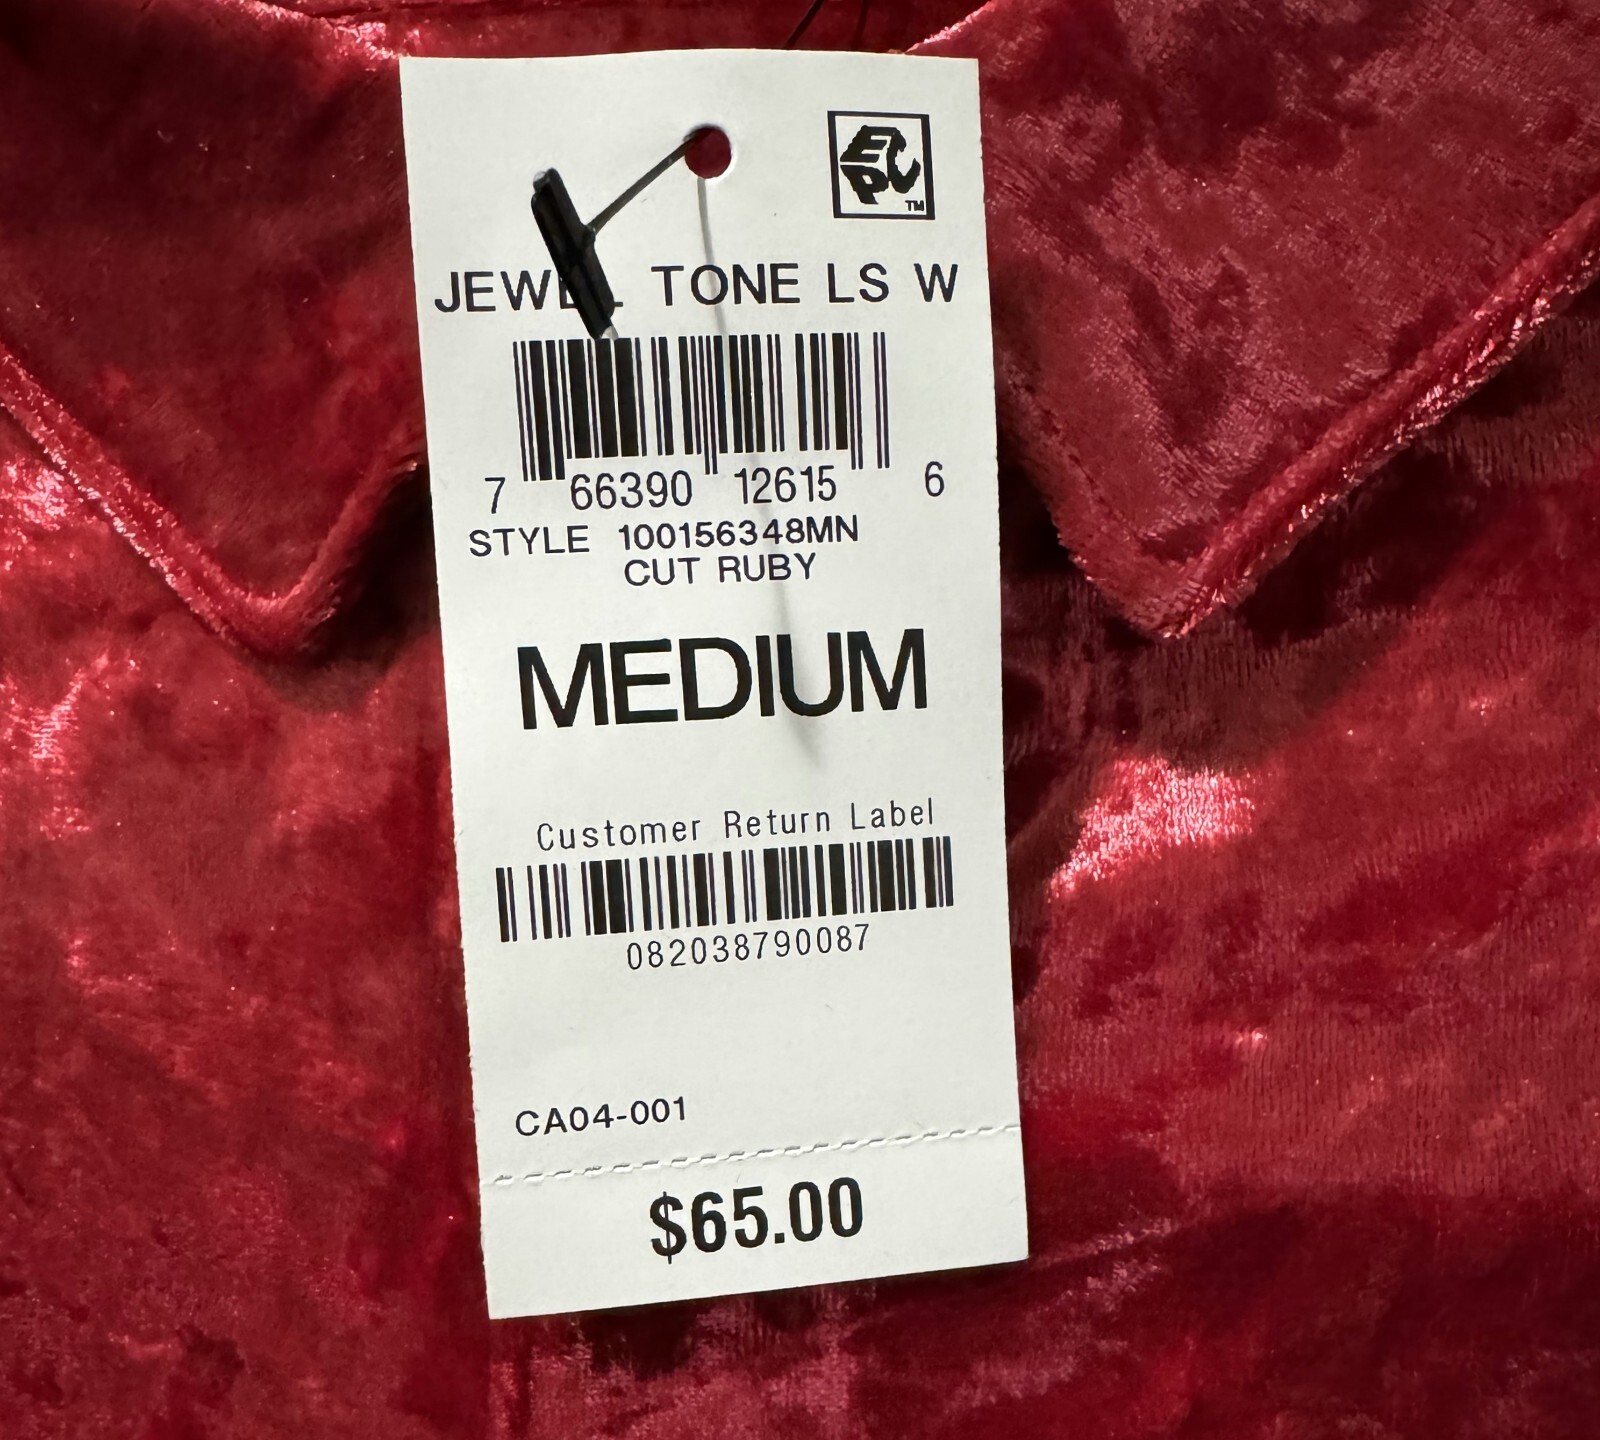 EPC
TM
JEWEL TONE LS W
7 66390 12615 6
STYLE 100156348MN
CUT RUBY
MEDIUM
Customer Return Label
082038790087
CA04-001
$65.00